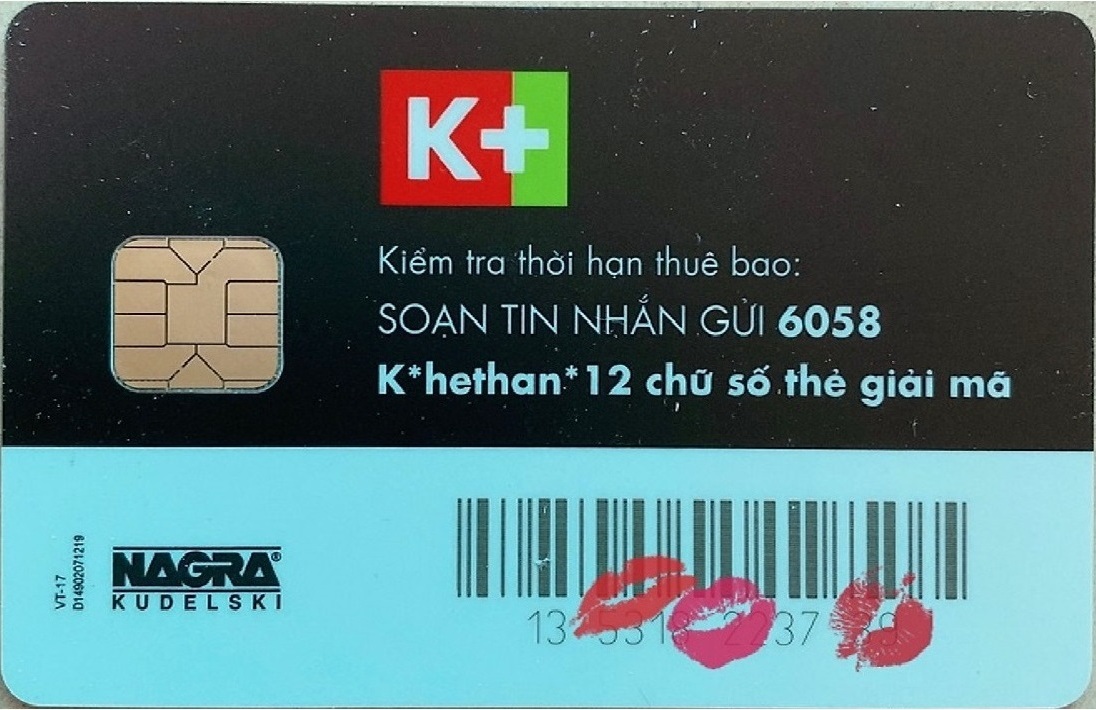 K+
Kiểm tra thời hạn thuê bao:
SOẠN TIN NHẮN GỬI 6058
K*hethan*12 chữ số thẻ giải mã
VT-17
D14902071219
NAGRA®
KUDELSKI